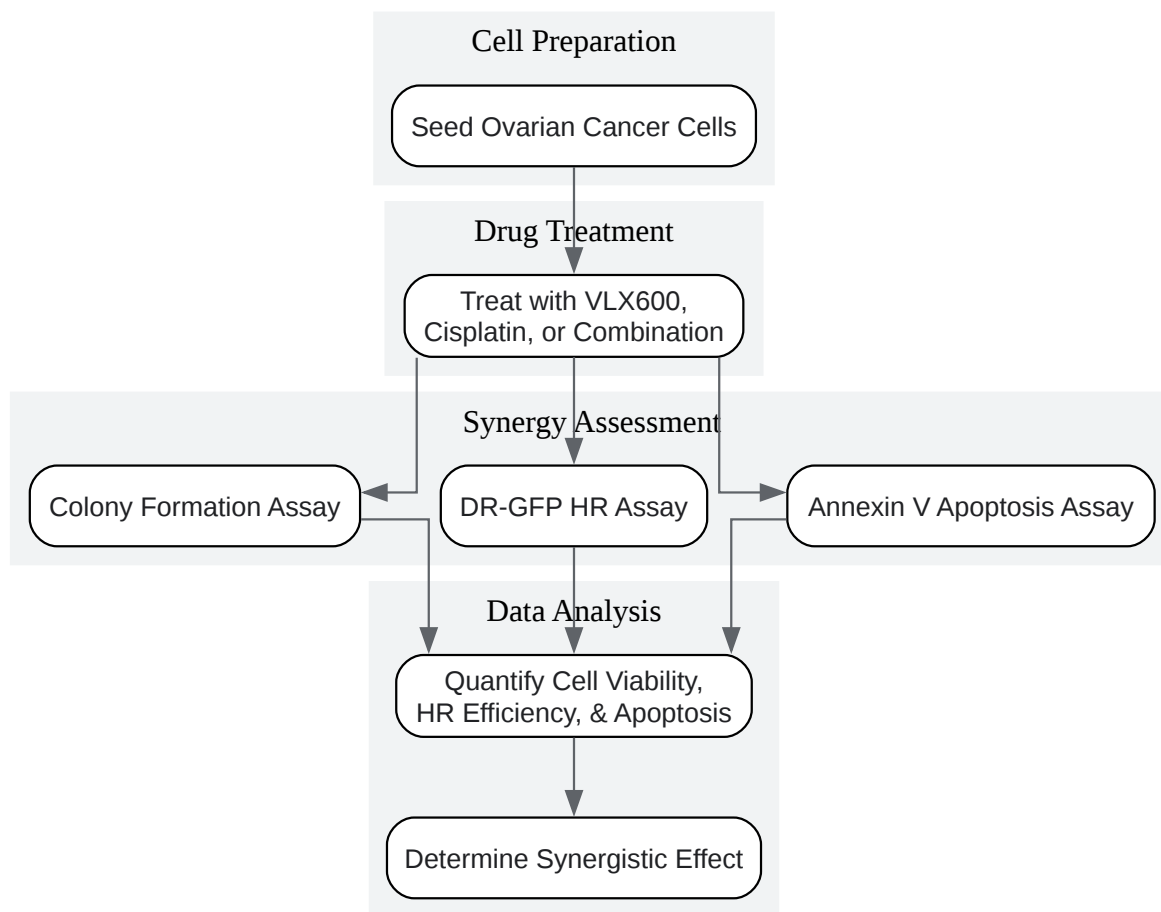 Cell Preparation
Seed Ovarian Cancer Cells
Drug Treatment
Treat with VLX600,
Cisplatin, or Combination
Synergy Assessment
Colony Formation Assay
DR-GFP HR Assay
Annexin V Apoptosis Assay
Data Analysis
Quantify Cell Viability,
HR Efficiency, & Apoptosis
Determine Synergistic Effect